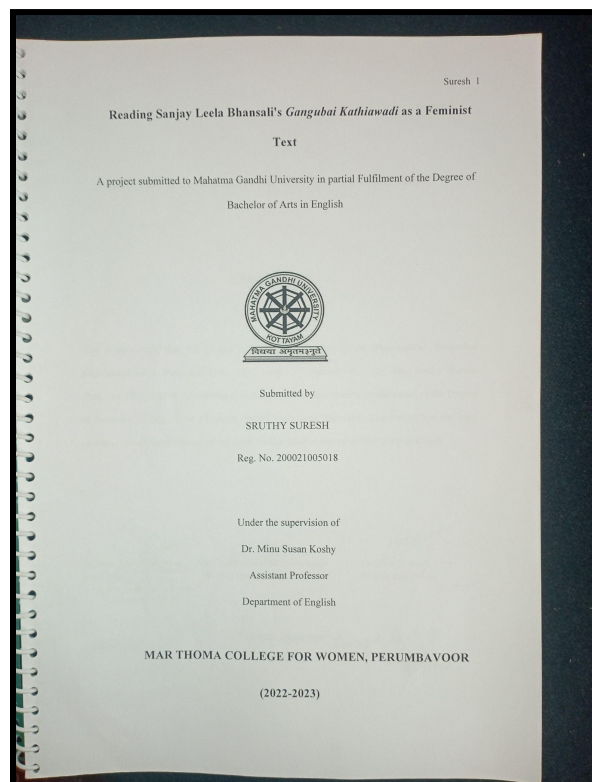 Suresh 1
Reading Sanjay Leela Bhansali's Gangubai Kathiawadi as a Feminist
Text
A project submitted to Mahatma Gandhi University in partial Fulfilment of the Degree of
Bachelor of Arts in English
MAHATMA GANDHI UNIVERSITY
KOTTAYAM
विद्यया अमृतमश्नुते
Submitted by
SRUTHY SURESH
Reg. No. 200021005018
Under the supervision of
Dr. Minu Susan Koshy
Assistant Professor
Department of English
MAR THOMA COLLEGE FOR WOMEN, PERUMBAVOOR
(2022-2023)